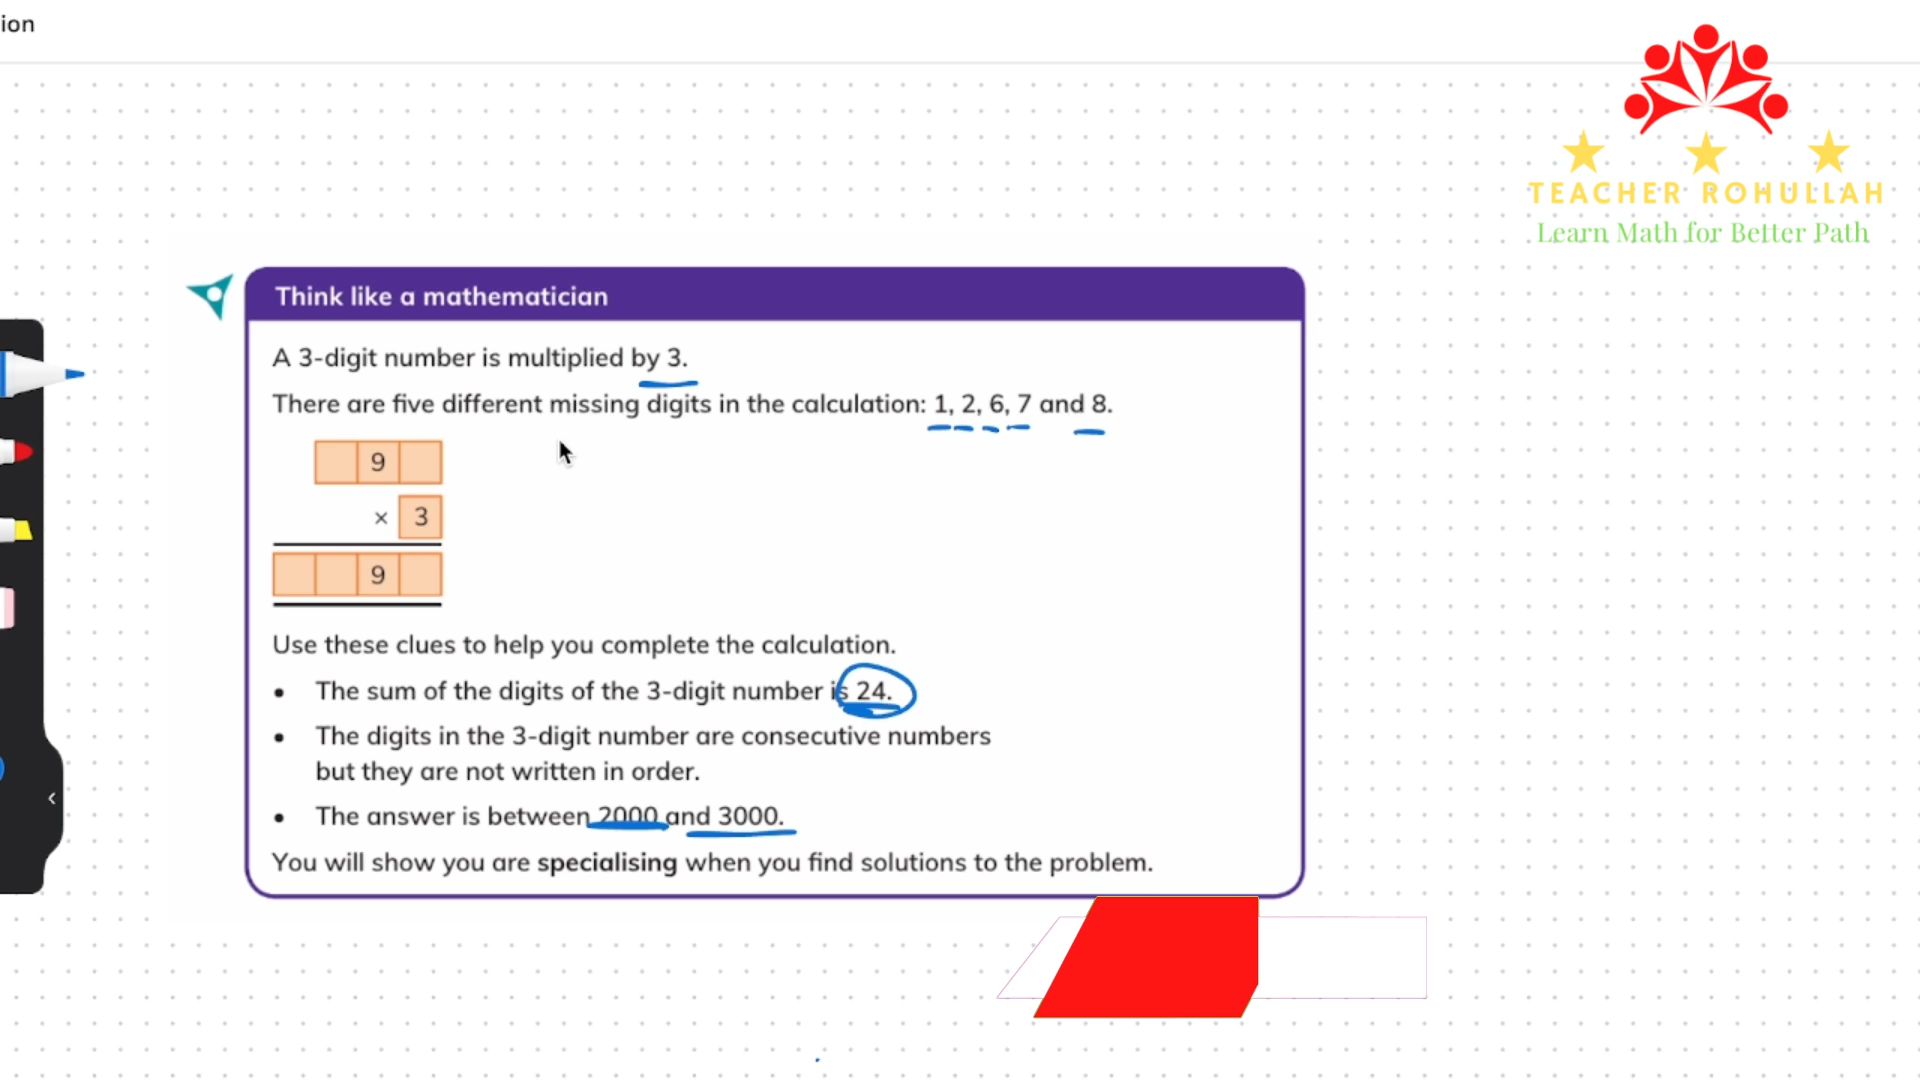 ion
TEACHER ROHULLAH
Learn Math for Better Path
Think like a mathematician
A 3-digit number is multiplied by 3.
There are five different missing digits in the calculation: 1, 2, 6, 7 and 8.
9
× 3
9
Use these clues to help you complete the calculation.
• The sum of the digits of the 3-digit number is 24.
• The digits in the 3-digit number are consecutive numbers
but they are not written in order.
• The answer is between 2000 and 3000.
You will show you are specialising when you find solutions to the problem.